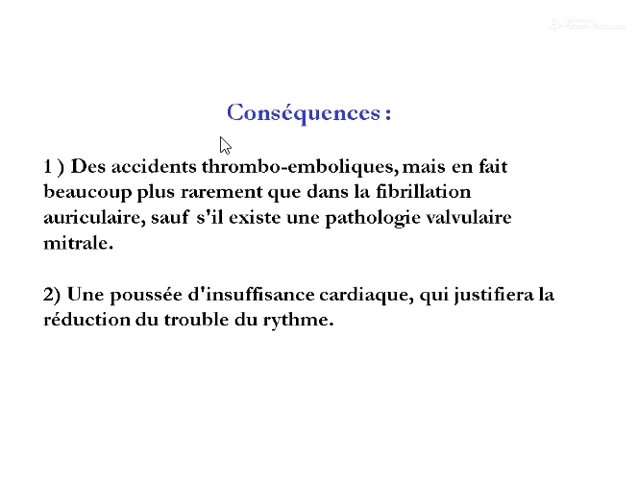 Conséquences :
1 ) Des accidents thrombo-emboliques, mais en fait
beaucoup plus rarement que dans la fibrillation
auriculaire, sauf s'il existe une pathologie valvulaire
mitrale.
2) Une poussée d'insuffisance cardiaque, qui justifiera la
réduction du trouble du rythme.